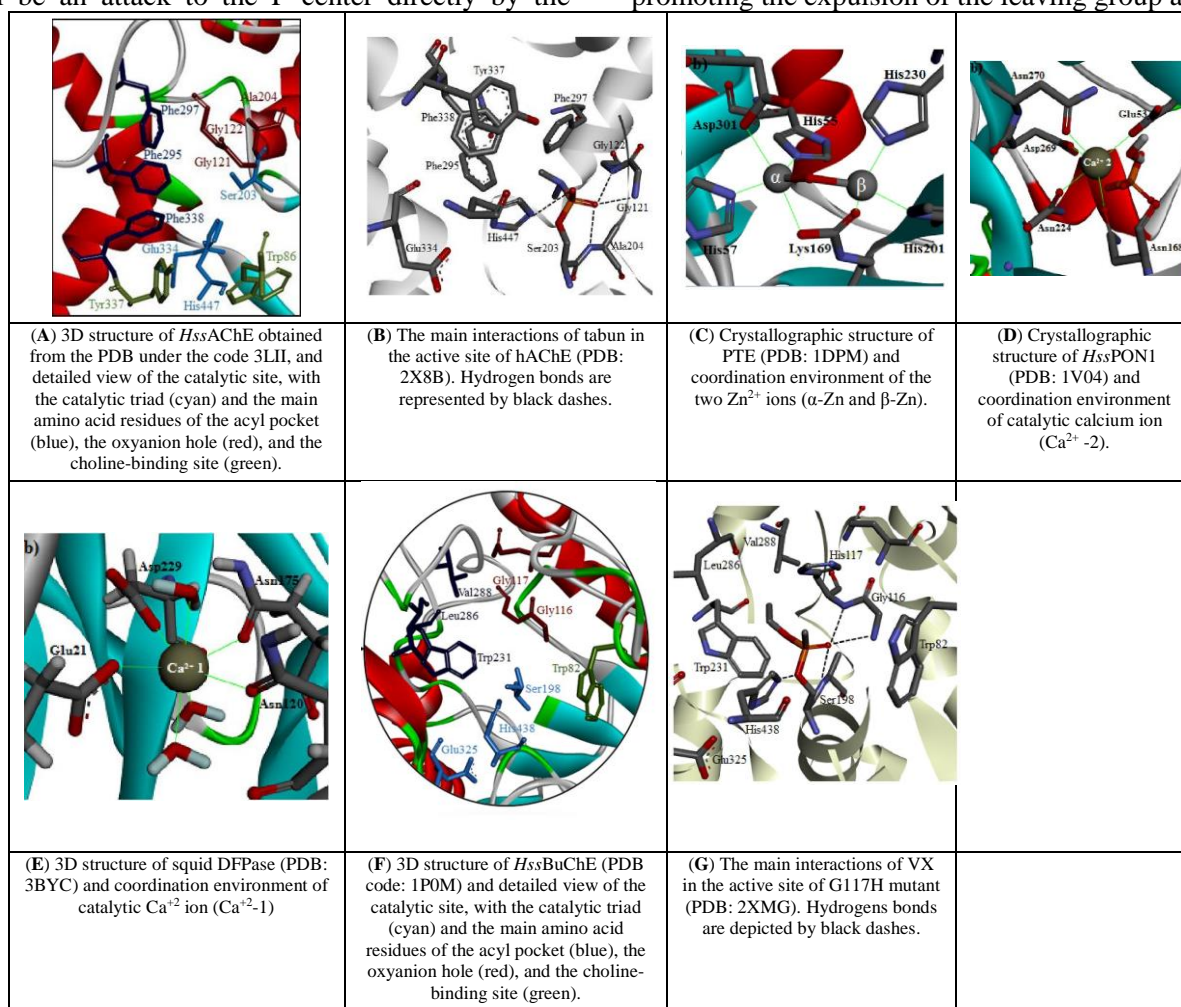 be an attack to the P center directly by the
promoting the expulsion of the leaving group a
Phe297
Ala204
Gly122
Phe295
Gly121
Ser203
Phe338
Glu334
Trp86
Tyr337
His447
Tyr337
Phe338
Phe297
Phe295
Gly122
Gly121
His447
Glu334
Ser203
Ala204
b)
His230
Asp301
His55
α
β
His57
Lys169
His201
Asn270
Glu53
Asp269
Ca²⁺ 2
Asn224
Asn168
(A) 3D structure of HssAChE obtained
from the PDB under the code 3LII, and
detailed view of the catalytic site, with
the catalytic triad (cyan) and the main
amino acid residues of the acyl pocket
(blue), the oxyanion hole (red), and the
choline-binding site (green).
(B) The main interactions of tabun in
the active site of hAChE (PDB:
2X8B). Hydrogen bonds are
represented by black dashes.
(C) Crystallographic structure of
PTE (PDB: 1DPM) and
coordination environment of the
two Zn²⁺ ions (α-Zn and β-Zn).
(D) Crystallographic
structure of HssPON1
(PDB: 1V04) and
coordination environment
of catalytic calcium ion
(Ca²⁺ -2).
b)
Asp229
Asn175
Glu21
Ca²⁺ 1
Asn120
Val288
Gly117
Gly116
Leu286
Trp231
Trp82
Ser198
His438
Glu325
Val288
His117
Leu286
Gly116
Trp82
Trp231
Ser198
His438
Glu325
(E) 3D structure of squid DFPase (PDB:
3BYC) and coordination environment of
catalytic Ca⁺² ion (Ca⁺²-1)
(F) 3D structure of HssBuChE (PDB
code: 1P0M) and detailed view of the
catalytic site, with the catalytic triad
(cyan) and the main amino acid
residues of the acyl pocket (blue), the
oxyanion hole (red), and the choline-
binding site (green).
(G) The main interactions of VX
in the active site of G117H mutant
(PDB: 2XMG). Hydrogens bonds
are depicted by black dashes.